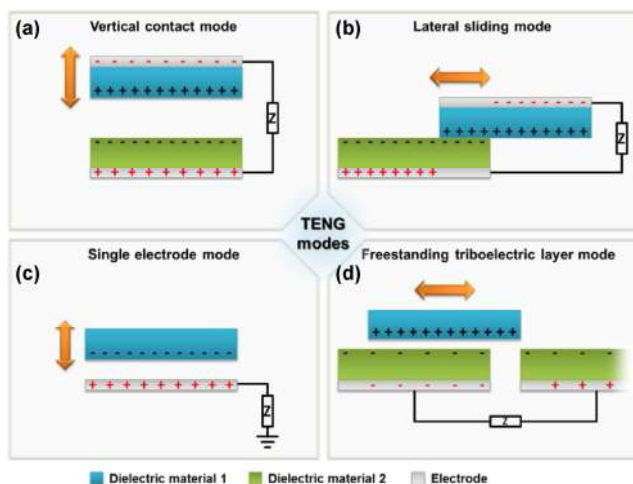 (a)
Vertical contact mode
Z
(b)
Lateral sliding mode
Z
TENG
modes
(c)
Single electrode mode
Z
(d)
Freestanding triboelectric layer mode
Z
Dielectric material 1
Dielectric material 2
Electrode